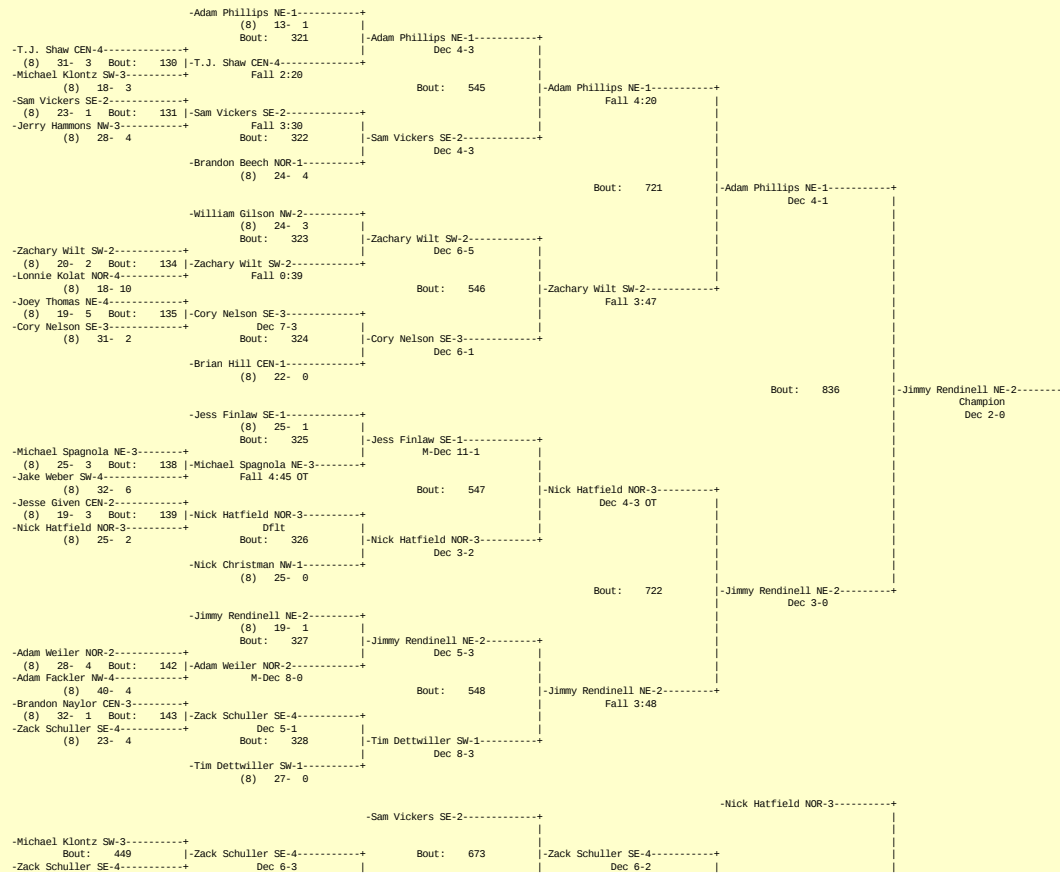 -Adam Phillips NE-1-----------+
(8)   13-  1                  |
Bout:     321         |-Adam Phillips NE-1-----------+
-T.J. Shaw CEN-4--------------+                              |           Dec 4-3            |
(8)   31-  3   Bout:    130 |-T.J. Shaw CEN-4--------------+                              |
-Michael Klontz SW-3----------+          Fall 2:20                                          |
(8)   18-  3                                                Bout:     545         |-Adam Phillips NE-1-----------+
-Sam Vickers SE-2-------------+                                                             |          Fall 4:20           |
(8)   23-  1   Bout:    131 |-Sam Vickers SE-2-------------+                              |                              |
-Jerry Hammons NW-3-----------+          Fall 3:30           |                              |                              |
(8)   28-  4                  Bout:     322         |-Sam Vickers SE-2-------------+                              |
|           Dec 4-3                                           |
-Brandon Beech NOR-1----------+                                                             |
(8)   24-  4                                                                              |
Bout:     721         |-Adam Phillips NE-1-----------+
|           Dec 4-1            |
-William Gilson NW-2----------+                                                             |                              |
(8)   24-  3                  |                                                             |                              |
Bout:     323         |-Zachary Wilt SW-2------------+                              |                              |
-Zachary Wilt SW-2------------+                              |           Dec 6-5            |                              |                              |
(8)   20-  2   Bout:    134 |-Zachary Wilt SW-2------------+                              |                              |                              |
-Lonnie Kolat NOR-4-----------+          Fall 0:39                                          |                              |                              |
(8)   18- 10                                                Bout:     546         |-Zachary Wilt SW-2------------+                              |
-Joey Thomas NE-4-------------+                                                             |          Fall 3:47                                          |
(8)   19-  5   Bout:    135 |-Cory Nelson SE-3-------------+                              |                                                             |
-Cory Nelson SE-3-------------+           Dec 7-3            |                              |                                                             |
(8)   31-  2                  Bout:     324         |-Cory Nelson SE-3-------------+                                                             |
|           Dec 6-1                                                                          |
-Brian Hill CEN-1-------------+                                                                                            |
(8)   22-  0                                                                                                             |
Bout:     836         |-Jimmy Rendinell NE-2--------
|          Champion
-Jess Finlaw SE-1-------------+                                                                                            |           Dec 2-0
(8)   25-  1                  |                                                                                            |
Bout:     325         |-Jess Finlaw SE-1-------------+                                                             |
-Michael Spagnola NE-3--------+                              |         M-Dec 11-1           |                                                             |
(8)   25-  3   Bout:    138 |-Michael Spagnola NE-3--------+                              |                                                             |
-Jake Weber SW-4--------------+        Fall 4:45 OT                                         |                                                             |
(8)   32-  6                                                Bout:     547         |-Nick Hatfield NOR-3----------+                              |
-Jesse Given CEN-2------------+                                                             |         Dec 4-3 OT           |                              |
(8)   19-  3   Bout:    139 |-Nick Hatfield NOR-3----------+                              |                              |                              |
-Nick Hatfield NOR-3----------+            Dflt              |                              |                              |                              |
(8)   25-  2                  Bout:     326         |-Nick Hatfield NOR-3----------+                              |                              |
|           Dec 3-2                                           |                              |
-Nick Christman NW-1----------+                                                             |                              |
(8)   25-  0                                                                              |                              |
Bout:     722         |-Jimmy Rendinell NE-2---------+
|           Dec 3-0
-Jimmy Rendinell NE-2---------+                                                             |
(8)   19-  1                  |                                                             |
Bout:     327         |-Jimmy Rendinell NE-2---------+                              |
-Adam Weiler NOR-2------------+                              |           Dec 5-3            |                              |
(8)   28-  4   Bout:    142 |-Adam Weiler NOR-2------------+                              |                              |
-Adam Fackler NW-4------------+          M-Dec 8-0                                          |                              |
(8)   40-  4                                                Bout:     548         |-Jimmy Rendinell NE-2---------+
-Brandon Naylor CEN-3---------+                                                             |          Fall 3:48
(8)   32-  1   Bout:    143 |-Zack Schuller SE-4-----------+                              |
-Zack Schuller SE-4-----------+           Dec 5-1            |                              |
(8)   23-  4                  Bout:     328         |-Tim Dettwiller SW-1----------+
|           Dec 8-3
-Tim Dettwiller SW-1----------+
(8)   27-  0
-Nick Hatfield NOR-3----------+
-Sam Vickers SE-2-------------+                                                             |
-Michael Klontz SW-3----------+                                                             |                                                             |
Bout:    449        |-Zack Schuller SE-4-----------+        Bout:     673         |-Zack Schuller SE-4-----------+                              |
-Zack Schuller SE-4-----------+           Dec 6-3            |                              |           Dec 6-2            |                              |